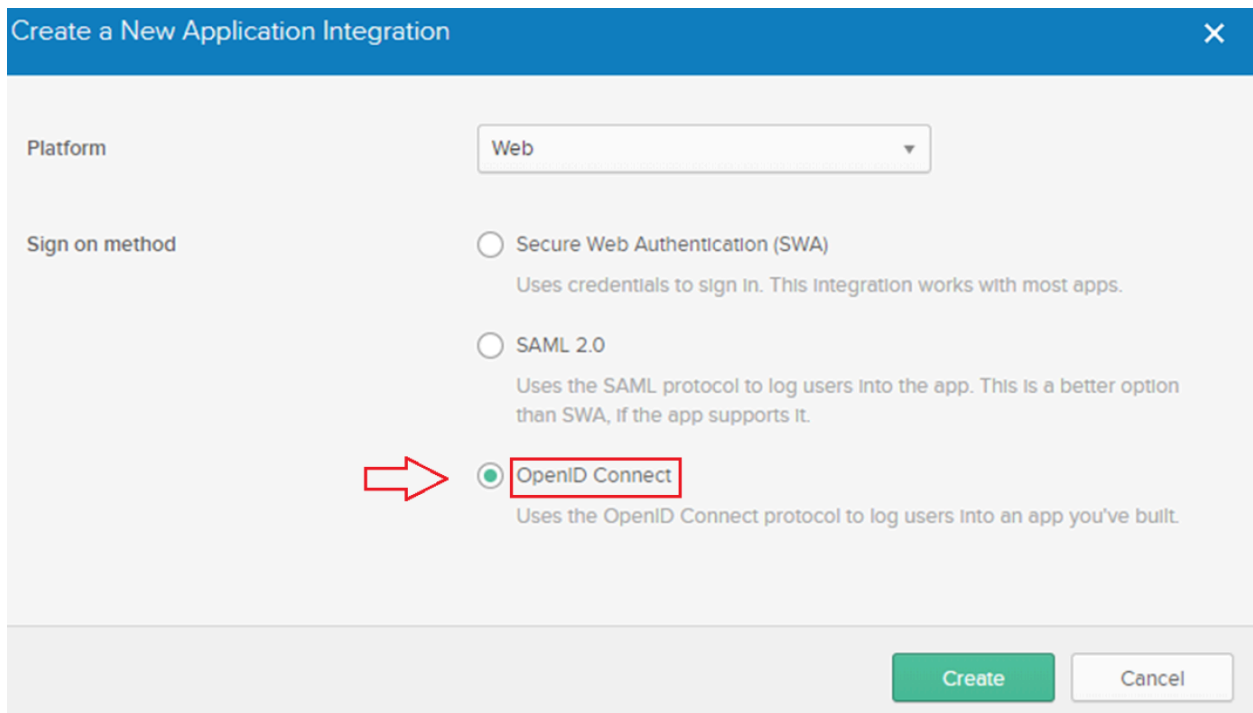 Create a New Application Integration
Platform
Web
Sign on method
Secure Web Authentication (SWA)
Uses credentials to sign in. This integration works with most apps.
SAML 2.0
Uses the SAML protocol to log users into the app. This is a better option
than SWA, if the app supports it.
OpenID Connect
Uses the OpenID Connect protocol to log users into an app you've built.
Create
Cancel